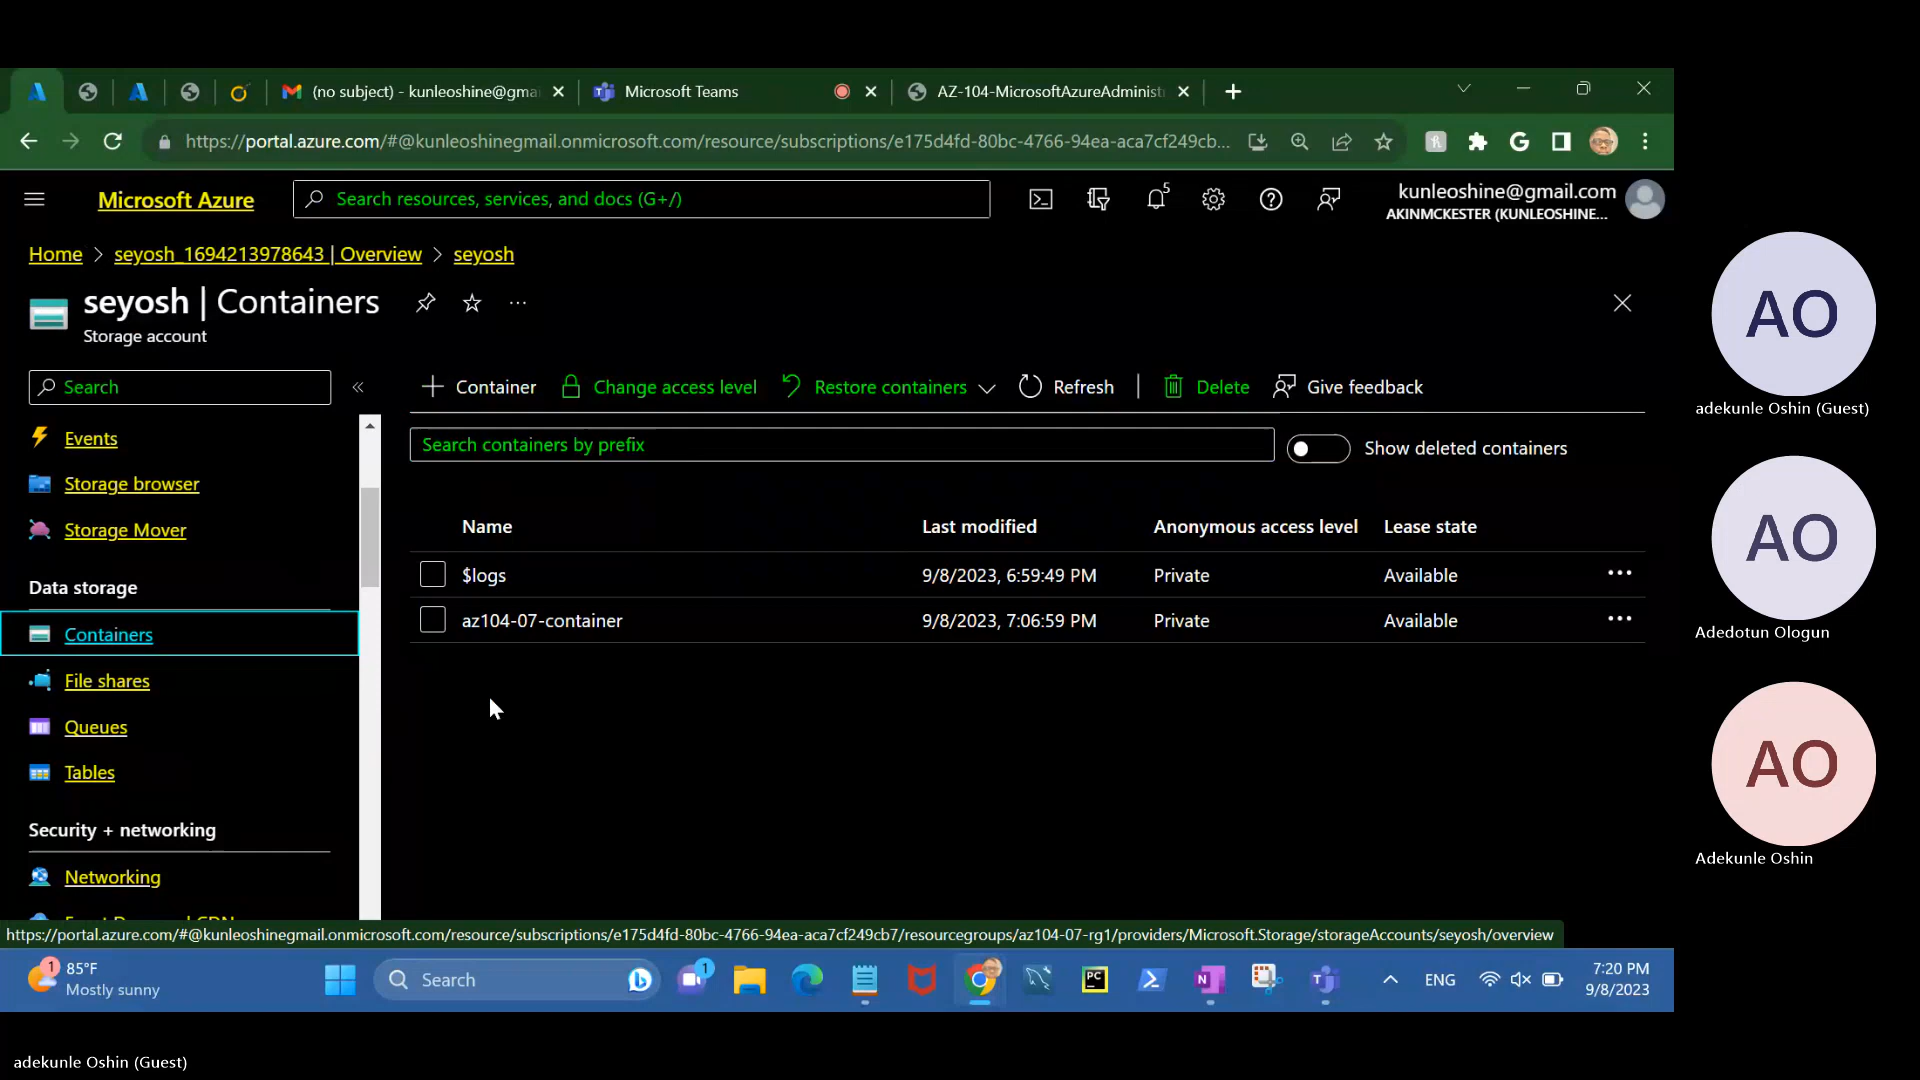 (no subject) - kunleoshine@gma
Microsoft Teams
AZ-104-MicrosoftAzureAdminist
https://portal.azure.com/#@kunleoshinegmail.onmicrosoft.com/resource/subscriptions/e175d4fd-80bc-4766-94ea-aca7cf249cb...
Microsoft Azure
Search resources, services, and docs (G+/)
5
kunleoshine@gmail.com
AKINMCKESTER (KUNLEOSHINE...
Home > seyosh_1694213978643 | Overview > seyosh
seyosh | Containers
Storage account
Search
Container
Change access level
Restore containers
Refresh
Delete
Give feedback
Events
Storage browser
Storage Mover
Data storage
Containers
File shares
Queues
Tables
Security + networking
Networking
Search containers by prefix
Show deleted containers
Name Last modified Anonymous access level Lease state
$logs 9/8/2023, 6:59:49 PM Private Available
az104-07-container 9/8/2023, 7:06:59 PM Private Available
https://portal.azure.com/#@kunleoshinegmail.onmicrosoft.com/resource/subscriptions/e175d4fd-80bc-4766-94ea-aca7cf249cb7/resourcegroups/az104-07-rg1/providers/Microsoft.Storage/storageAccounts/seyosh/overview
1
85°F
Mostly sunny
Search
1
PC
N
T
ENG
7:20 PM
9/8/2023
AO
adekunle Oshin (Guest)
AO
Adedotun Ologun
AO
Adekunle Oshin
adekunle Oshin (Guest)